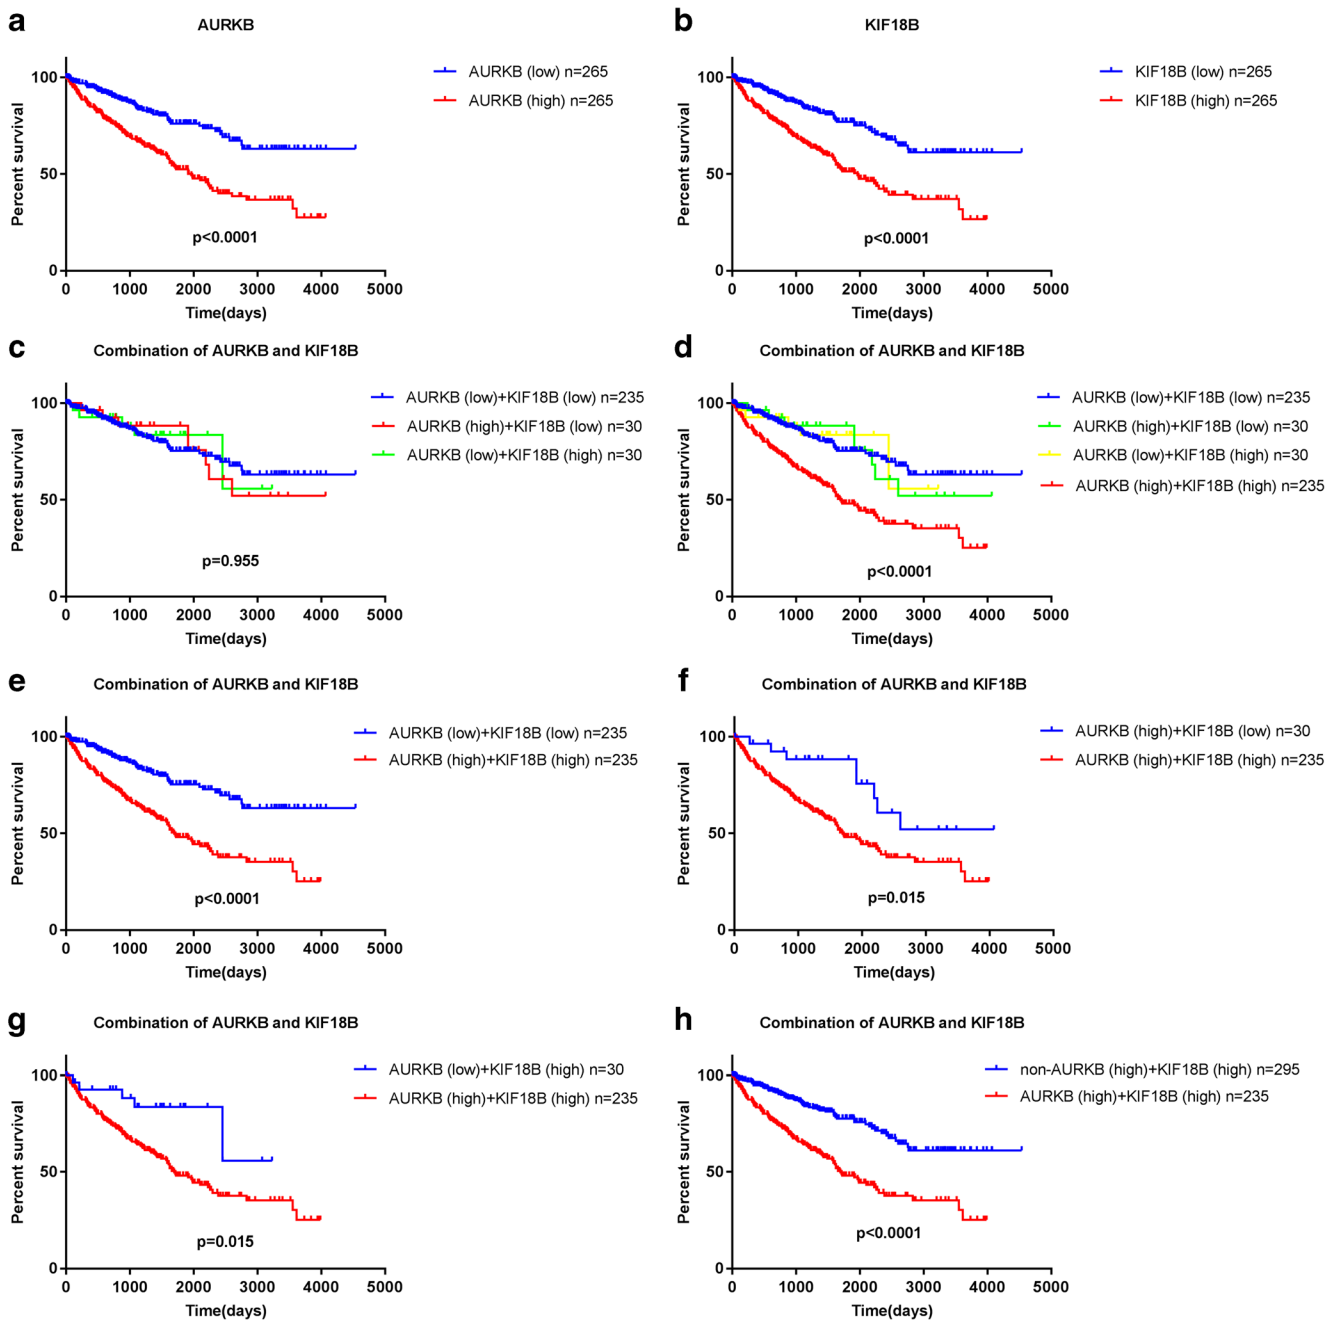 a
AURKB
100
50
0
0 1000 2000 3000 4000 5000
Time(days)
Percent survival
AURKB (low) n=265
AURKB (high) n=265
p<0.0001
b
KIF18B
100
50
0
0 1000 2000 3000 4000 5000
Time(days)
Percent survival
KIF18B (low) n=265
KIF18B (high) n=265
p<0.0001
c
Combination of AURKB and KIF18B
100
50
0
0 1000 2000 3000 4000 5000
Time(days)
Percent survival
AURKB (low)+KIF18B (low) n=235
AURKB (high)+KIF18B (low) n=30
AURKB (low)+KIF18B (high) n=30
p=0.955
d
Combination of AURKB and KIF18B
100
50
0
0 1000 2000 3000 4000 5000
Time(days)
Percent survival
AURKB (low)+KIF18B (low) n=235
AURKB (high)+KIF18B (low) n=30
AURKB (low)+KIF18B (high) n=30
AURKB (high)+KIF18B (high) n=235
p<0.0001
e
Combination of AURKB and KIF18B
100
50
0
0 1000 2000 3000 4000 5000
Time(days)
Percent survival
AURKB (low)+KIF18B (low) n=235
AURKB (high)+KIF18B (high) n=235
p<0.0001
f
Combination of AURKB and KIF18B
100
50
0
0 1000 2000 3000 4000 5000
Time(days)
Percent survival
AURKB (high)+KIF18B (low) n=30
AURKB (high)+KIF18B (high) n=235
p=0.015
g
Combination of AURKB and KIF18B
100
50
0
0 1000 2000 3000 4000 5000
Time(days)
Percent survival
AURKB (low)+KIF18B (high) n=30
AURKB (high)+KIF18B (high) n=235
p=0.015
h
Combination of AURKB and KIF18B
100
50
0
0 1000 2000 3000 4000 5000
Time(days)
Percent survival
non-AURKB (high)+KIF18B (high) n=295
AURKB (high)+KIF18B (high) n=235
p<0.0001